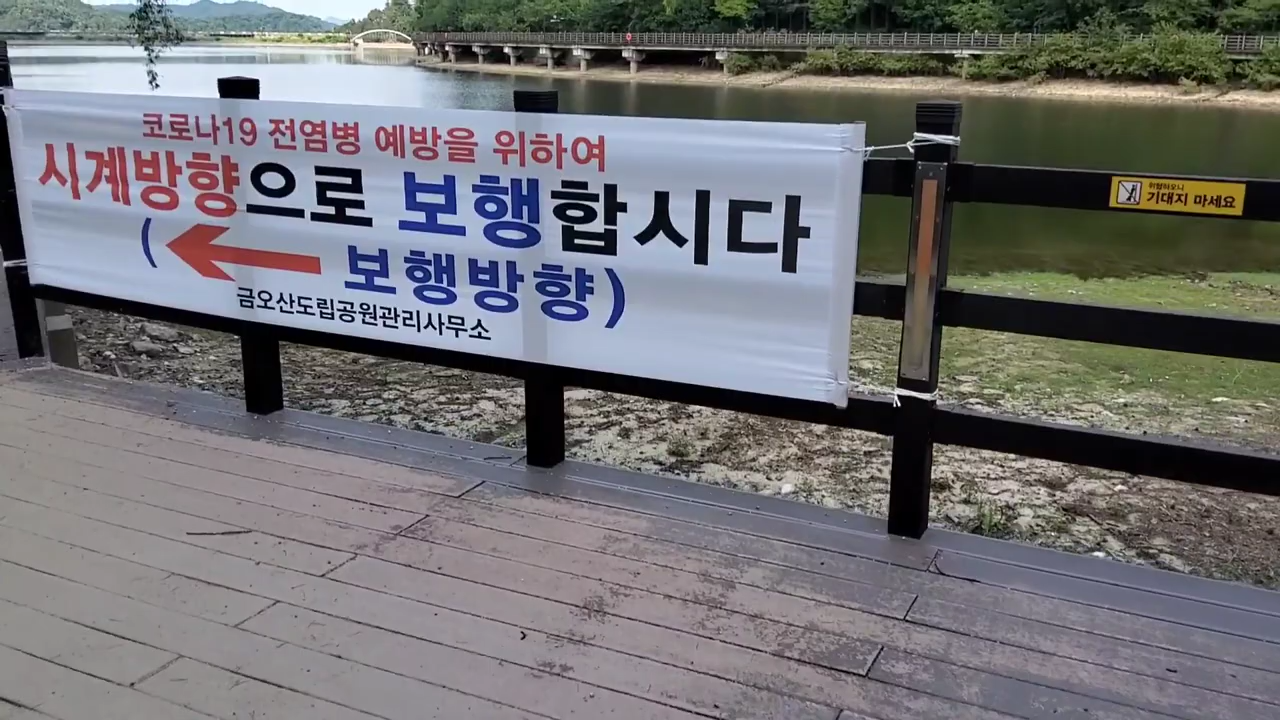 코로나19 전염병 예방을 위하여
시계방향으로 보행합시다
(← 보행방향)
금오산도립공원관리사무소
위험하오니
기대지 마세요